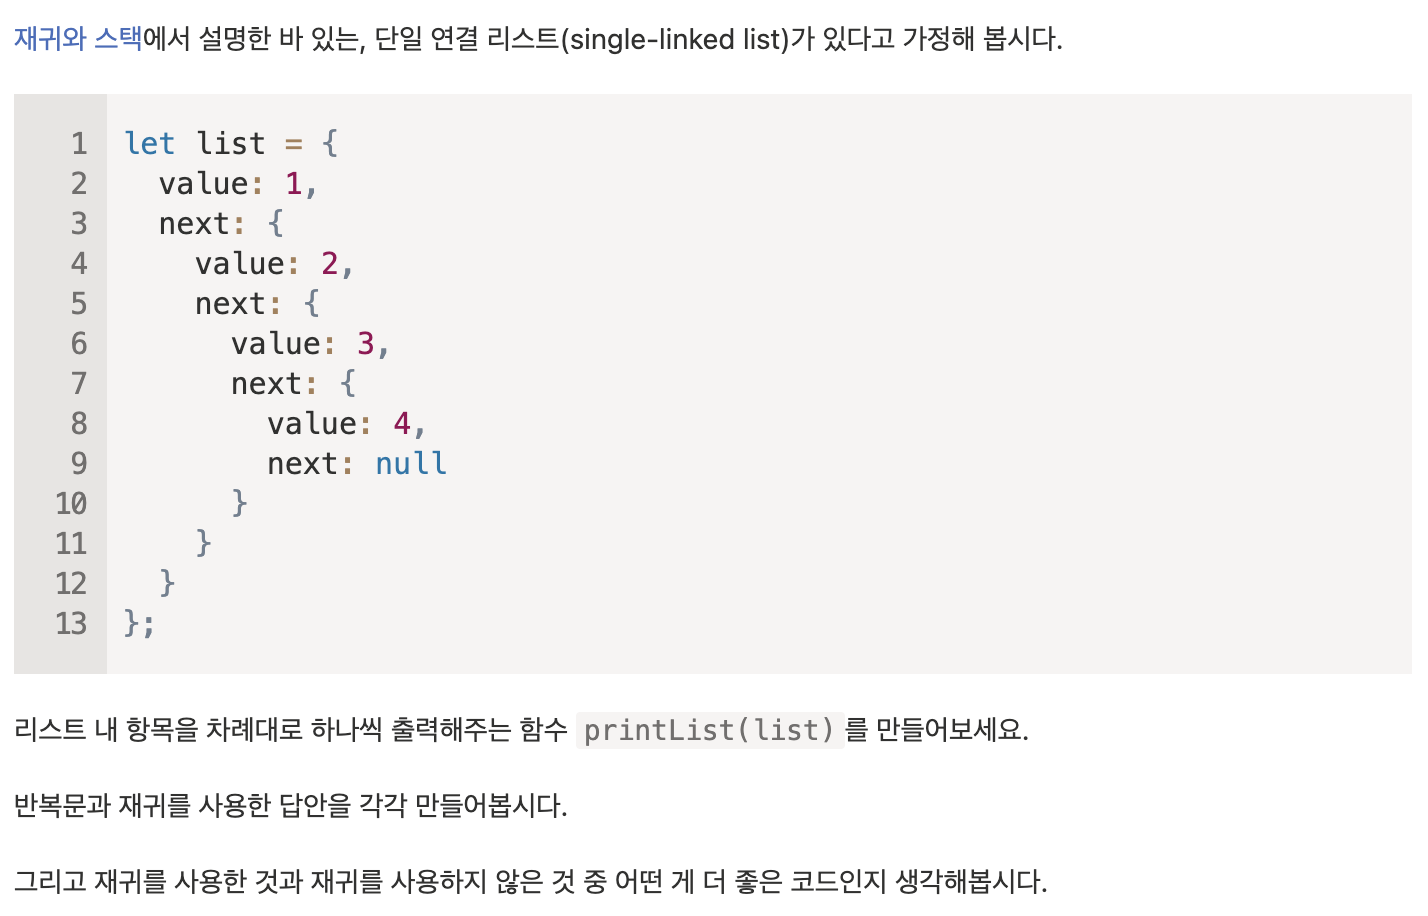 재귀와 스택에서 설명한 바 있는, 단일 연결 리스트(single-linked list)가 있다고 가정해 봅시다.
1 let list = {
2   value: 1,
3   next: {
4     value: 2,
5     next: {
6       value: 3,
7       next: {
8         value: 4,
9         next: null
10       }
11     }
12   }
13 };
리스트 내 항목을 차례대로 하나씩 출력해주는 함수 printList(list)를 만들어보세요.
반복문과 재귀를 사용한 답안을 각각 만들어봅시다.
그리고 재귀를 사용한 것과 재귀를 사용하지 않은 것 중 어떤 게 더 좋은 코드인지 생각해봅시다.